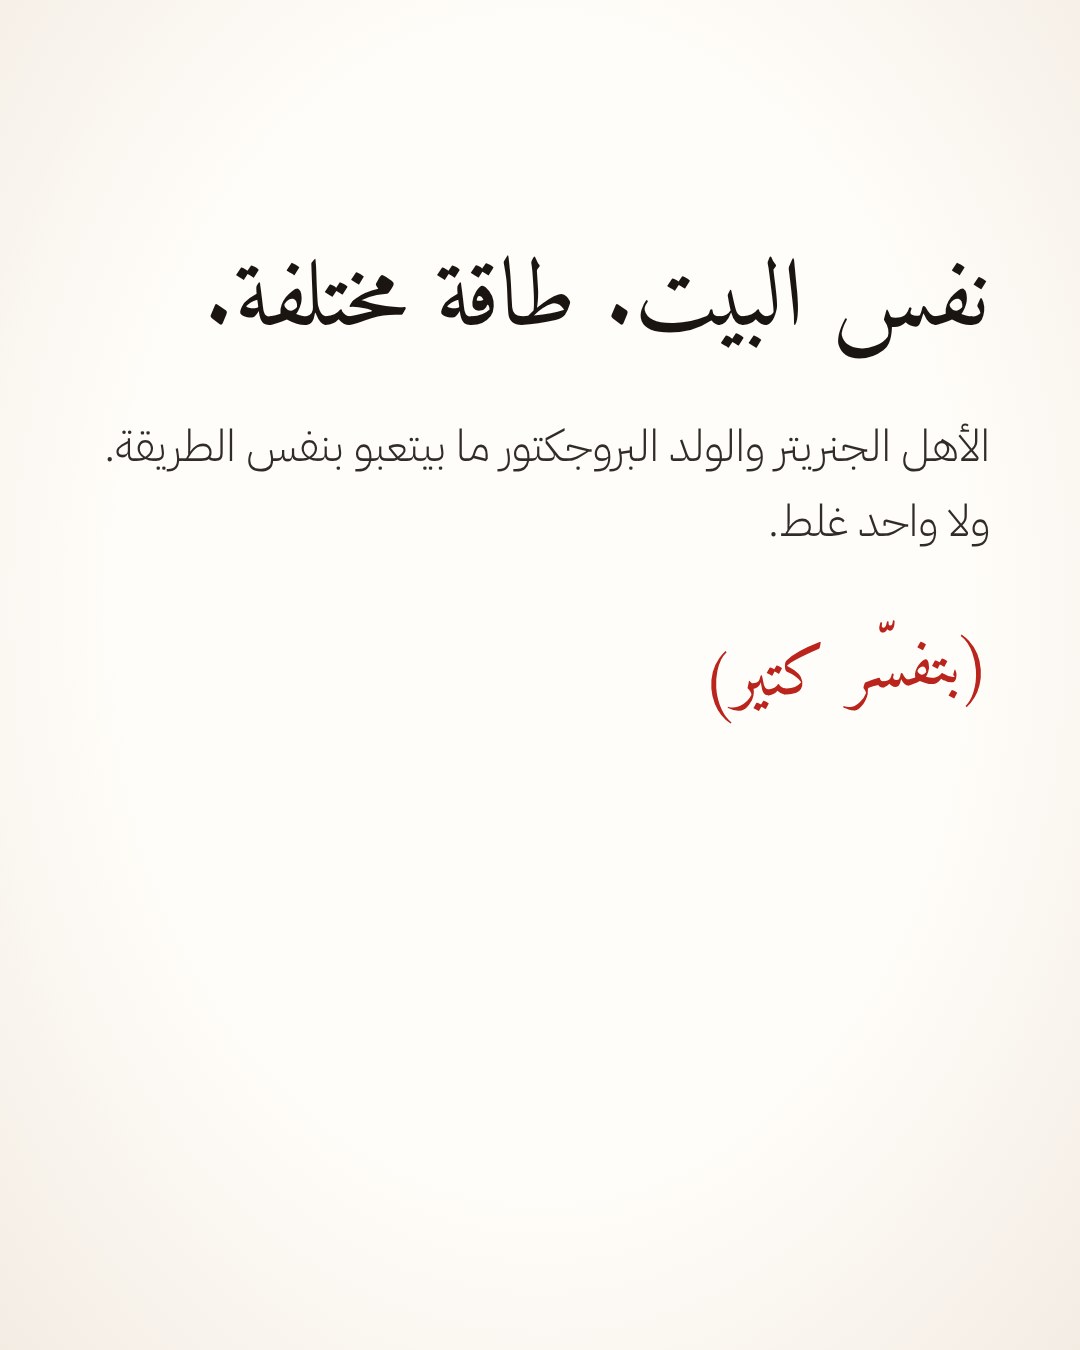 نفس البيت. طاقة مختلفة.
الأهل الجنريتر والولد البروجكتور ما بيتعبو بنفس الطريقة.
ولا واحد غلط.
(بتفسّر كتير)